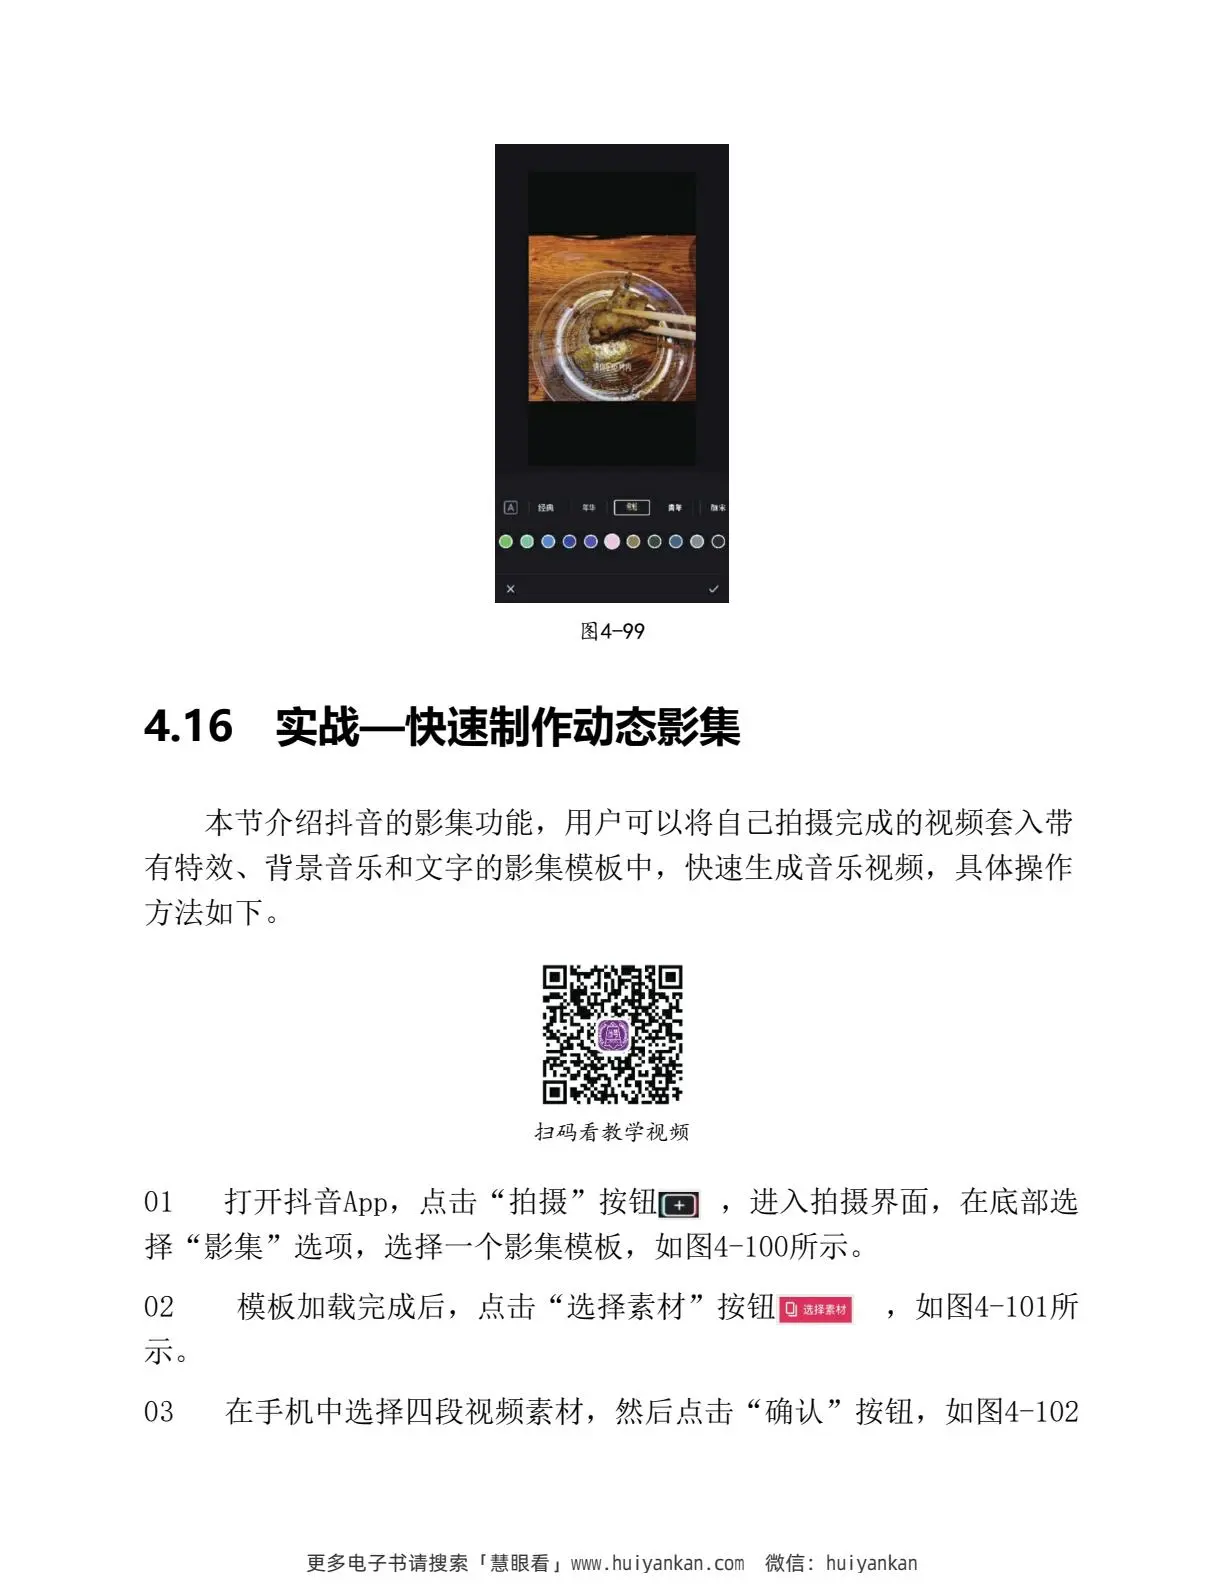 A 经典 年华
图4-99
4.16 实战—快速制作动态影集
本节介绍抖音的影集功能，用户可以将自己拍摄完成的视频套入带
有特效、背景音乐和文字的影集模板中，快速生成音乐视频，具体操作
方法如下。
扫码看教学视频
01 打开抖音App，点击“拍摄”按钮 ，进入拍摄界面，在底部选
择“影集”选项，选择一个影集模板，如图4-100所示。
02 模板加载完成后，点击“选择素材”按钮 选择素材 ，如图4-101所
示。
03 在手机中选择四段视频素材，然后点击“确认”按钮，如图4-102
更多电子书请搜索「慧眼看」www.huiyankan.com 微信：huiyankan